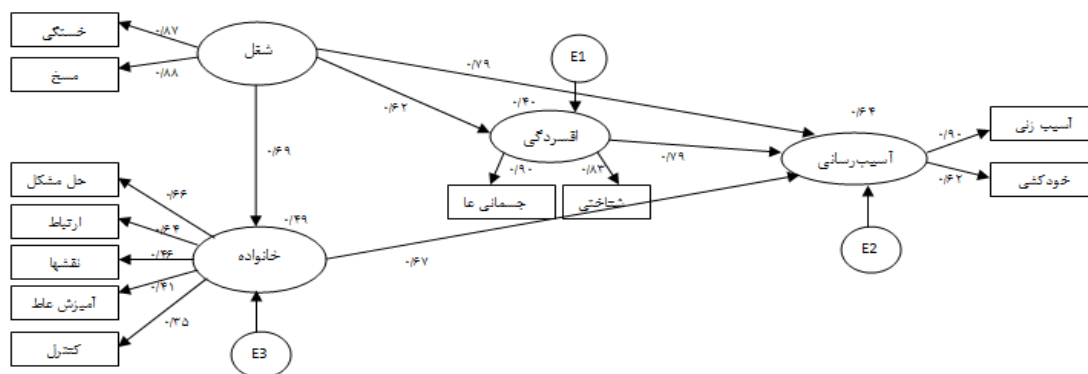 خستگی
۰/۸۷
مسخ
۰/۸۸
شغل
۰/۷۹
۰/۶۲
۰/۶۹
E1
۰/۴۰
افسردگی
۰/۷۹
۰/۹۰
۰/۸۳
جسمانی عا
شناختی
۰/۶۴
آسیب‌رسانی
۰/۹۰
آسیب زنی
۰/۶۲
خودکشی
E2
حل مشکل
۰/۶۶
ارتباط
۰/۶۴
نقشها
۰/۴۶
آمیزش عاط
۰/۴۱
کنترل
۰/۳۵
۰/۴۹
خانواده
۰/۶۷
E3